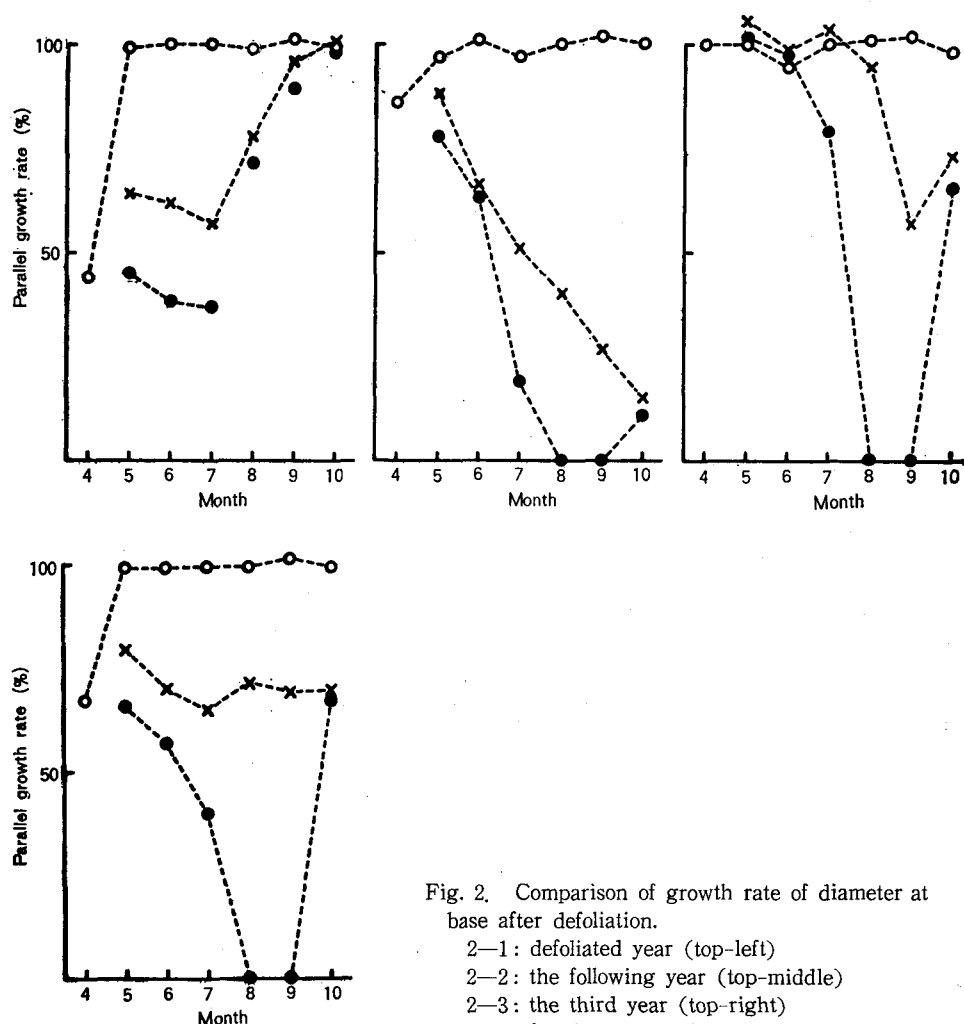 Parallel growth rate (%)
100
50
4 5 6 7 8 9 10
Month
4 5 6 7 8 9 10
Month
4 5 6 7 8 9 10
Month
Parallel growth rate (%)
100
50
4 5 6 7 8 9 10
Month
Fig. 2. Comparison of growth rate of diameter at
base after defoliation.
2—1: defoliated year (top-left)
2—2: the following year (top-middle)
2—3: the third year (top-right)